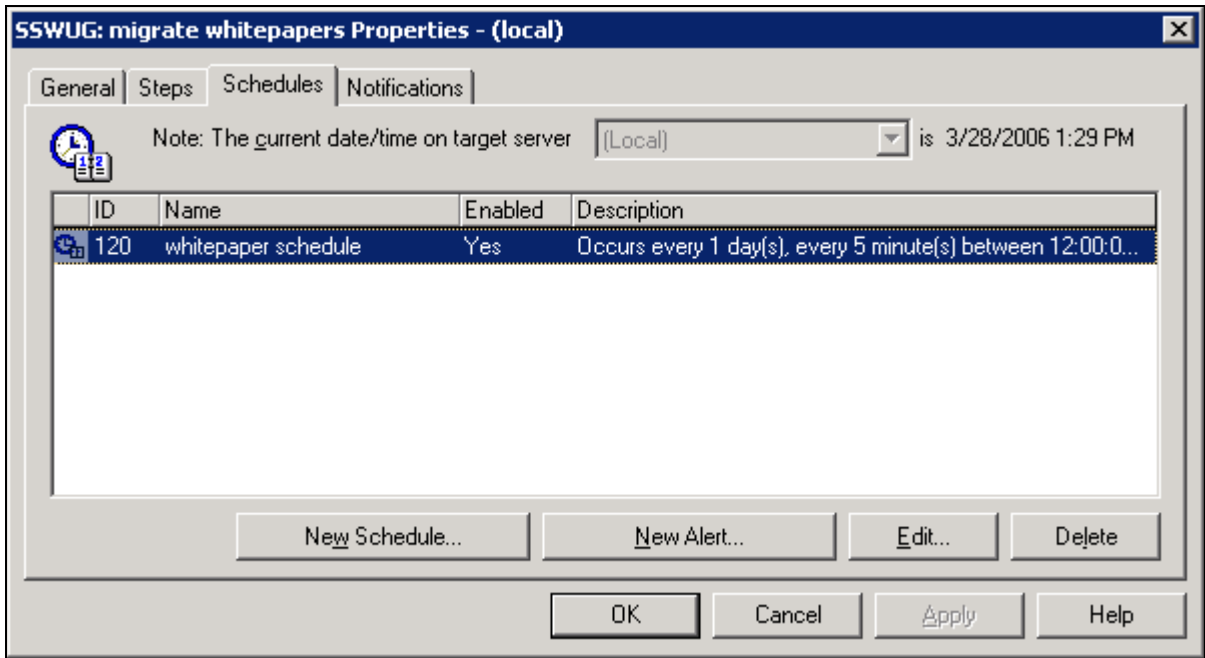 SSWUG: migrate whitepapers Properties - (local)
General Steps Schedules Notifications
Note: The current date/time on target server (Local) is 3/28/2006 1:29 PM
ID Name Enabled Description
120 whitepaper schedule Yes Occurs every 1 day(s), every 5 minute(s) between 12:00:0...
New Schedule... New Alert... Edit... Delete
OK Cancel Apply Help